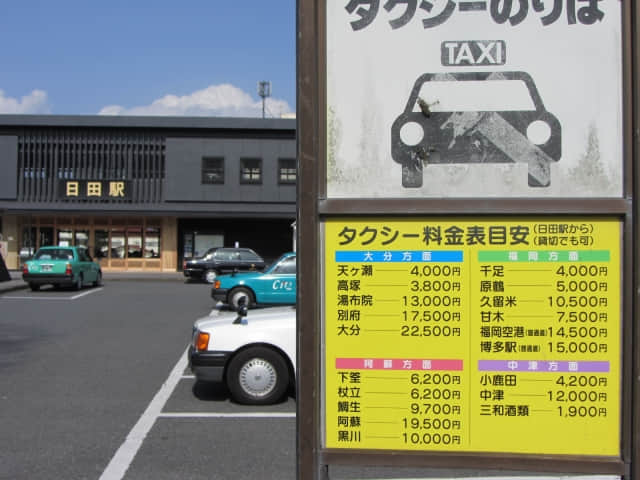 タクシーのりば
TAXI
日田駅
Cit
タクシー料金表目安 (日田駅から)
(貸切でも可)
大分方面
天ヶ瀬 4,000円
高塚 3,800円
湯布院 13,000円
別府 17,500円
大分 22,500円
福岡方面
千足 4,000円
原鶴 5,000円
久留米 10,500円
甘木 7,500円
福岡空港(普通道) 14,500円
博多駅(普通道) 15,000円
阿蘇方面
下筌 6,200円
杖立 6,200円
鯛生 9,700円
阿蘇 19,500円
黒川 10,000円
中津方面
小鹿田 4,200円
中津 12,000円
三和酒類 1,900円